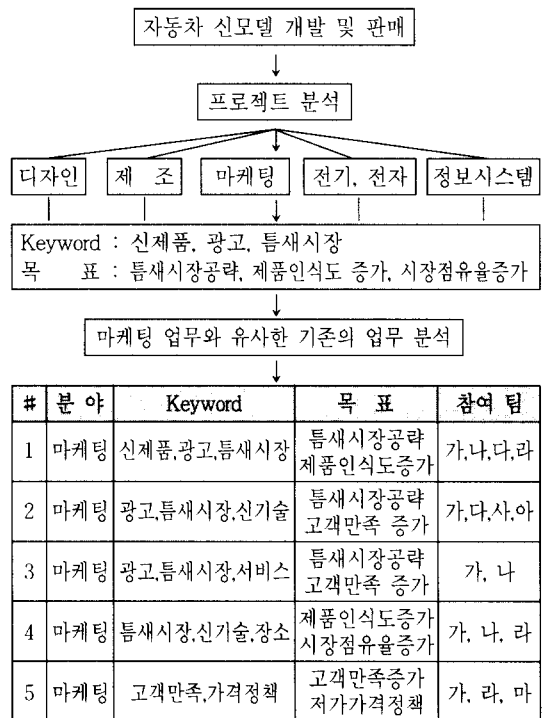 자동차 신모델 개발 및 판매
프로젝트 분석
디자인 제 조 마케팅 전기, 전자 정보시스템
Keyword : 신제품, 광고, 틈새시장
목 표 : 틈새시장공략, 제품인식도 증가, 시장점유율증가
마케팅 업무와 유사한 기존의 업무 분석
# 분 야 Keyword 목 표 참여 팀
1 마케팅 신제품,광고,틈새시장 틈새시장공략 제품인식도증가 가,나,다,라
2 마케팅 광고,틈새시장,신기술 틈새시장공략 고객만족 증가 가,다,사,아
3 마케팅 광고,틈새시장,서비스 틈새시장공략 고객만족 증가 가, 나
4 마케팅 틈새시장,신기술,장소 제품인식도증가 시장점유율증가 가, 나, 라
5 마케팅 고객만족,가격정책 고객만족증가 저가가격정책 가, 라, 마